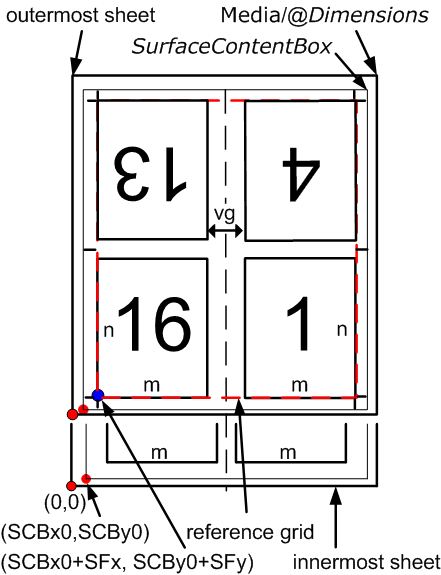 outermost sheet
Media/@Dimensions
SurfaceContentBox
13
4
vg
n
16
1
n
m
m
m
m
(0,0)
(SCBx0,SCBy0)
reference grid
(SCBx0+SFx, SCBy0+SFy)
innermost sheet